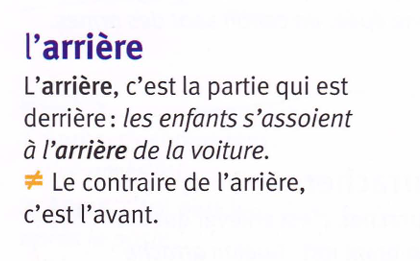 l'arrière
L'arrière, c'est la partie qui est
derrière : les enfants s'assoient
à l'arrière de la voiture.
≠ Le contraire de l'arrière,
c'est l'avant.